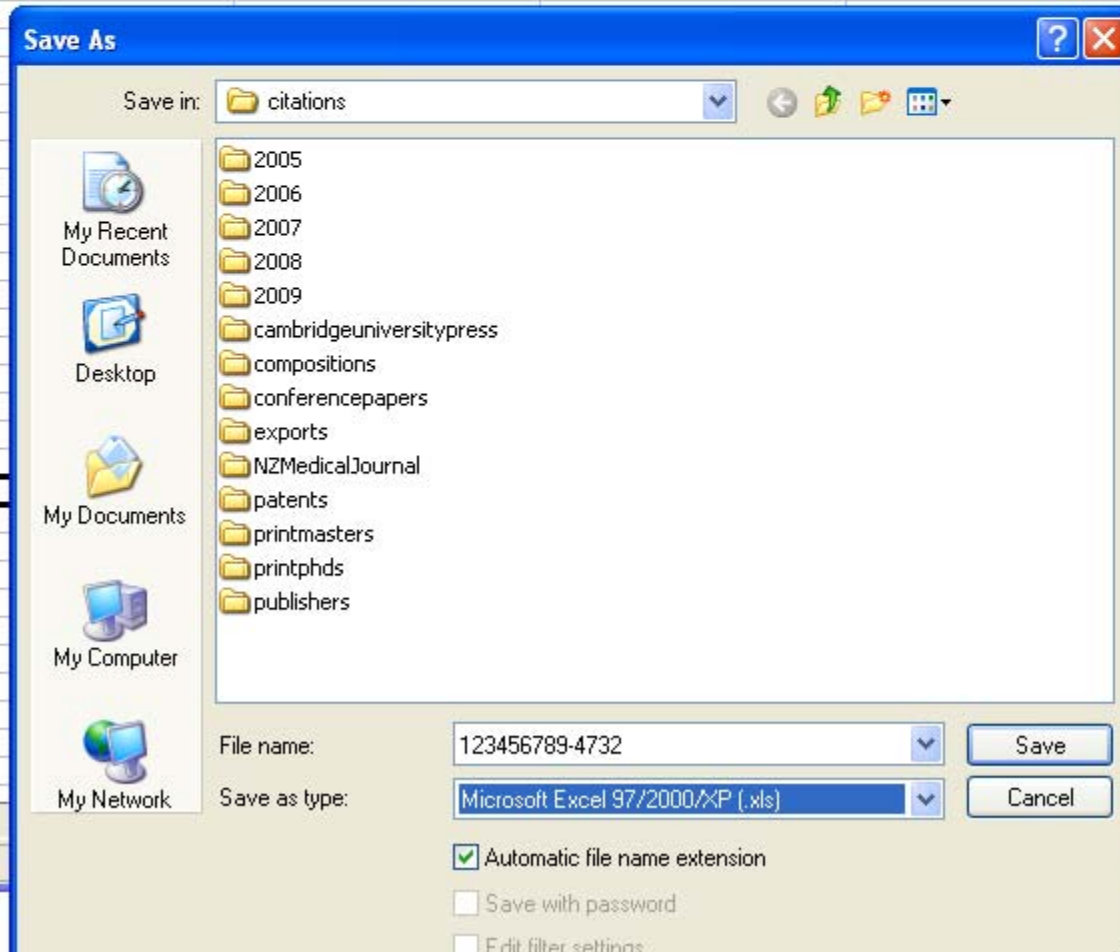 Save As
Save in:
citations
My Recent
Documents
Desktop
My Documents
My Computer
My Network
2005
2006
2007
2008
2009
cambridgeuniversitypress
compositions
conferencepapers
exports
NZMedicalJournal
patents
printmasters
printphds
publishers
File name:
123456789-4732
Save
Save as type:
Microsoft Excel 97/2000/XP (.xls)
Cancel
Automatic file name extension
Save with password
Edit filter settings